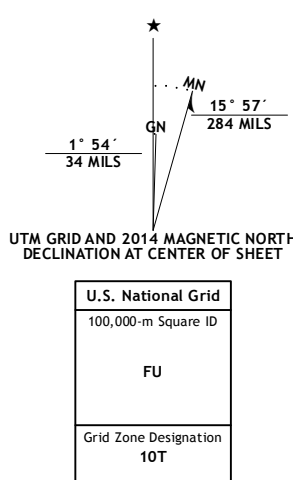 ★
MN
15° 57´
284 MILS
GN
1° 54´
34 MILS
UTM GRID AND 2014 MAGNETIC NORTH
DECLINATION AT CENTER OF SHEET
U.S. National Grid
100,000-m Square ID
FU
Grid Zone Designation
10T